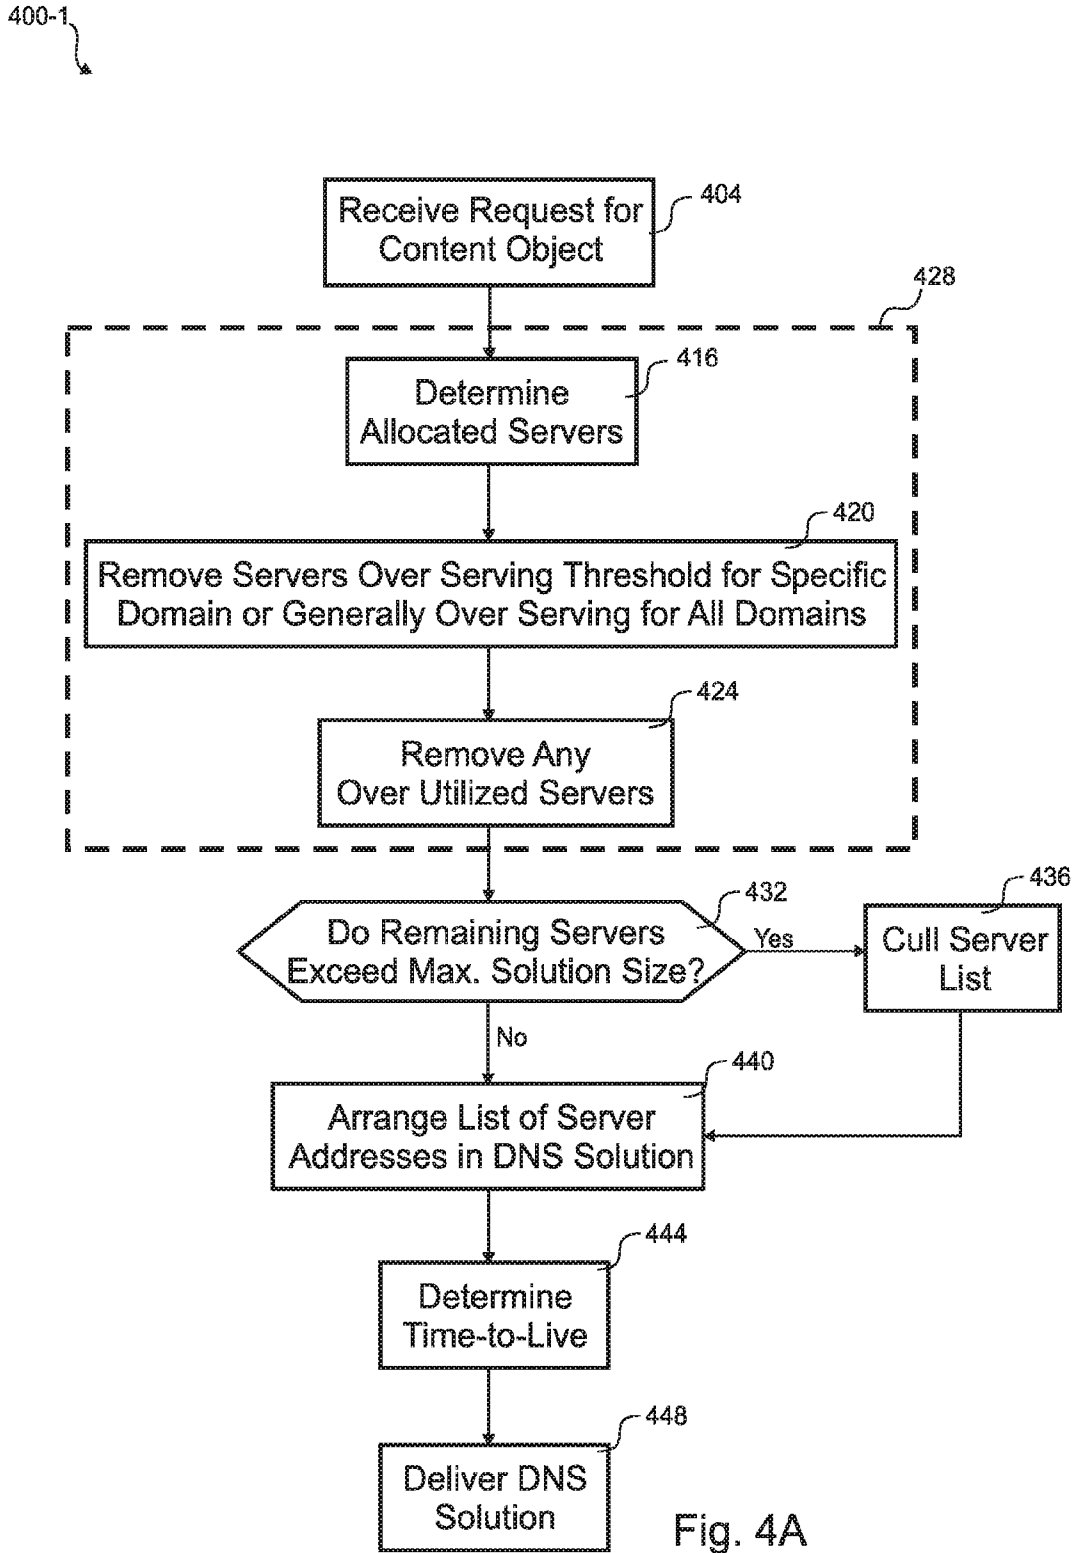 400-1
404
Receive Request for
Content Object
428
416
Determine
Allocated Servers
420
Remove Servers Over Serving Threshold for Specific
Domain or Generally Over Serving for All Domains
424
Remove Any
Over Utilized Servers
432
Do Remaining Servers
Exceed Max. Solution Size?
Yes
436
Cull Server
List
No
440
Arrange List of Server
Addresses in DNS Solution
444
Determine
Time-to-Live
448
Deliver DNS
Solution
Fig. 4A